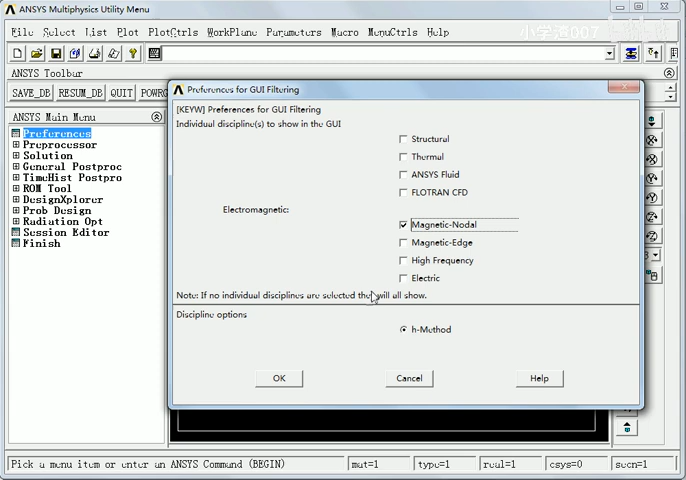 ANSYS Multiphysics Utility Menu
File Select List Plot PlotCtrls WorkPlane Parameters Macro MenuCtrls Help
小学渣007
ANSYS Toolbar
SAVE_DB RESUM_DB QUIT POWRG
ANSYS Main Menu
Preferences
Preprocessor
Solution
General Postproc
TimeHist Postpro
ROM Tool
DesignXplorer
Prob Design
Radiation Opt
Session Editor
Finish
Preferences for GUI Filtering
[KEYW] Preferences for GUI Filtering
Individual discipline(s) to show in the GUI
Structural
Thermal
ANSYS Fluid
FLOTRAN CFD
Electromagnetic:
Magnetic-Nodal
Magnetic-Edge
High Frequency
Electric
Note: If no individual disciplines are selected they will all show.
Discipline options
h-Method
OK Cancel Help
3
Pick a menu item or enter an ANSYS Command (BEGIN) mat=1 type=1 real=1 csys=0 secn=1